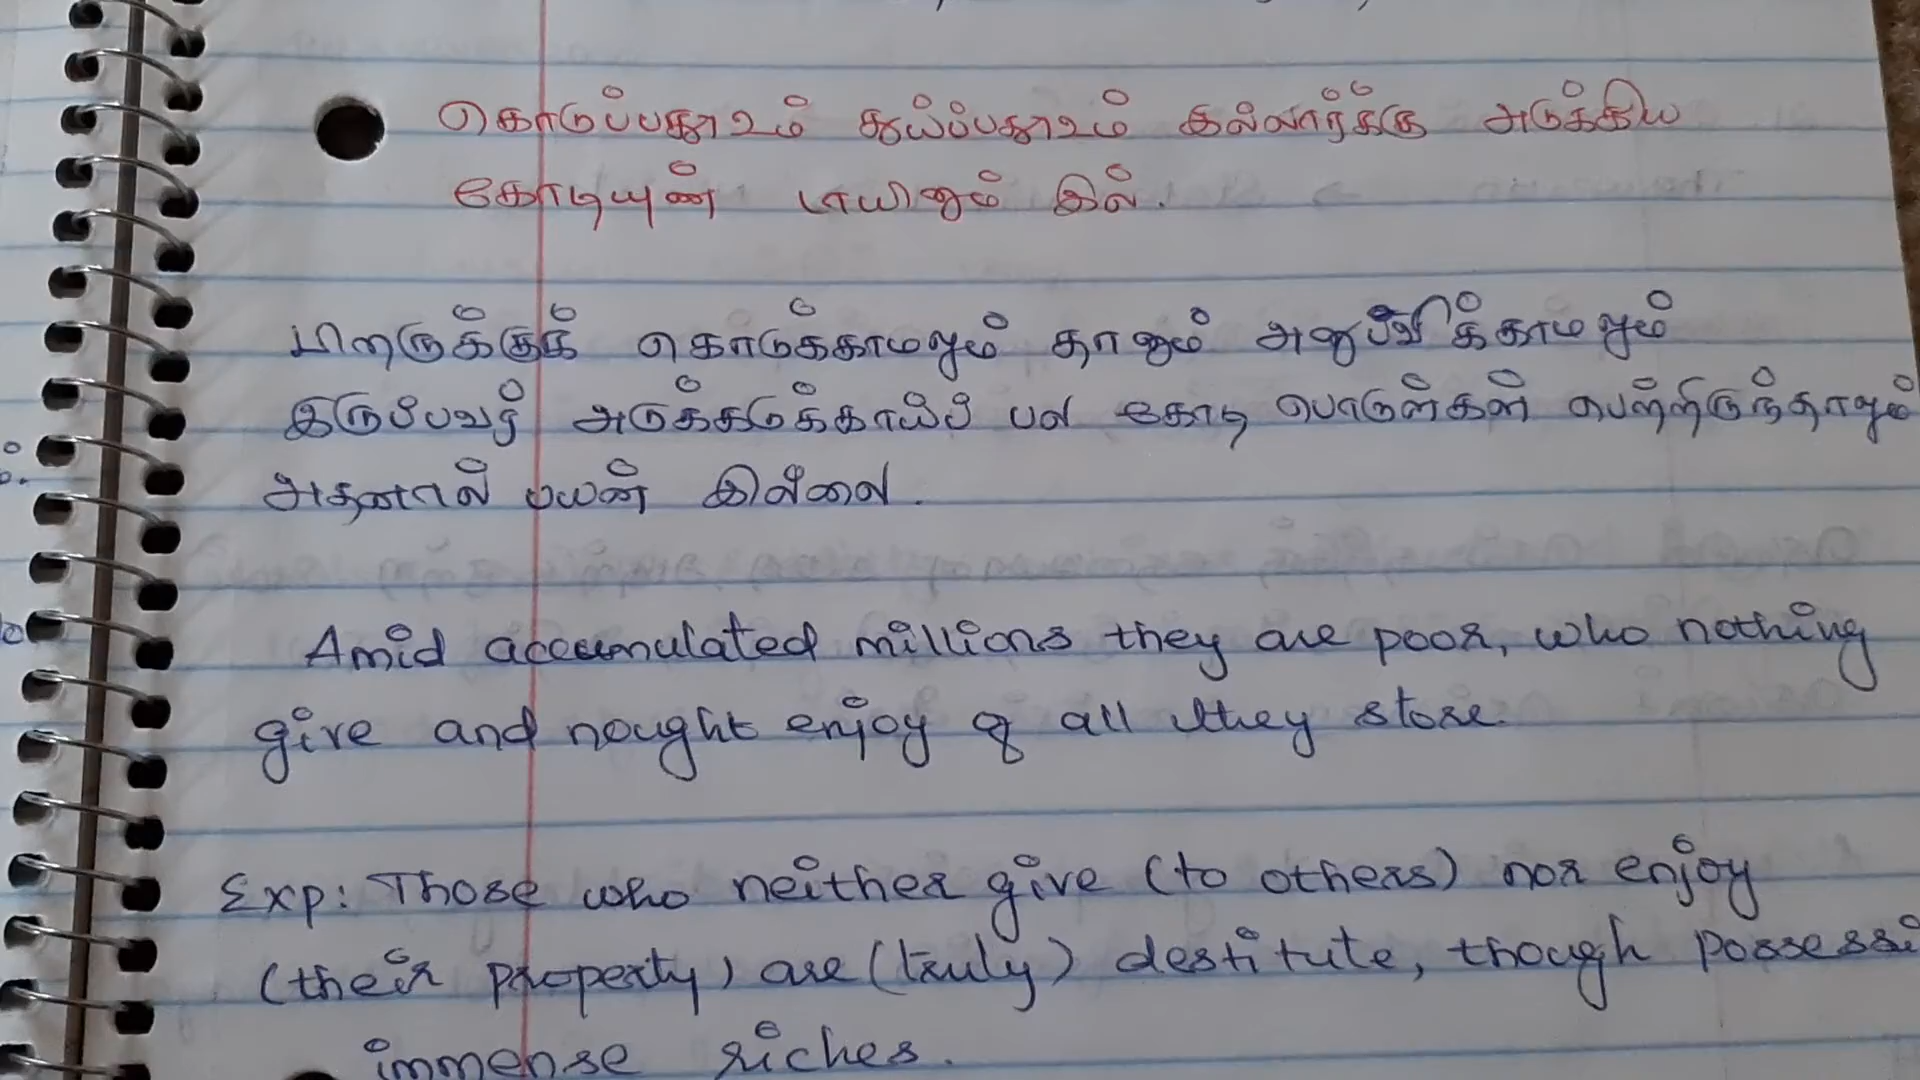 கொடுப்பதூஉம் துய்ப்பதூஉம் இல்லார்க்கு அடுக்கிய
கோடியுண் டாயினும் இல்.
பிறருக்குக் கொடுக்காமலும் தானும் அனுபவிக்காமலும்
இருப்பவர் அடுக்கடுக்காய்ப் பல கோடி பொருள்கள் பெற்றிருந்தாலும்
அதனால் பயன் இல்லை.
Amid accumulated millions they are poor, who nothing
give and nought enjoy of all they store.
Exp: Those who neither give (to others) nor enjoy
(their property) are (truly) destitute, though possessi
immense riches.